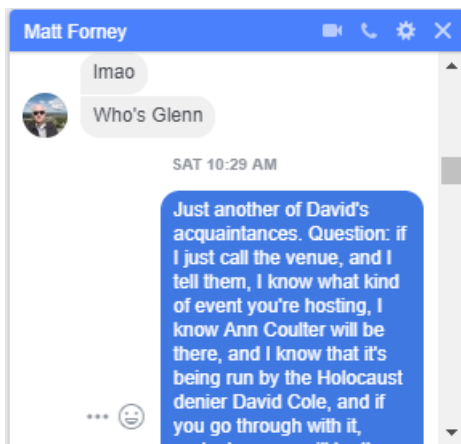 Matt Forney
lmao
Who's Glenn
SAT 10:29 AM
Just another of David's
acquaintances. Question: if
I just call the venue, and I
tell them, I know what kind
of event you're hosting, I
know Ann Coulter will be
there, and I know that it's
being run by the Holocaust
denier David Cole, and if
you go through with it,